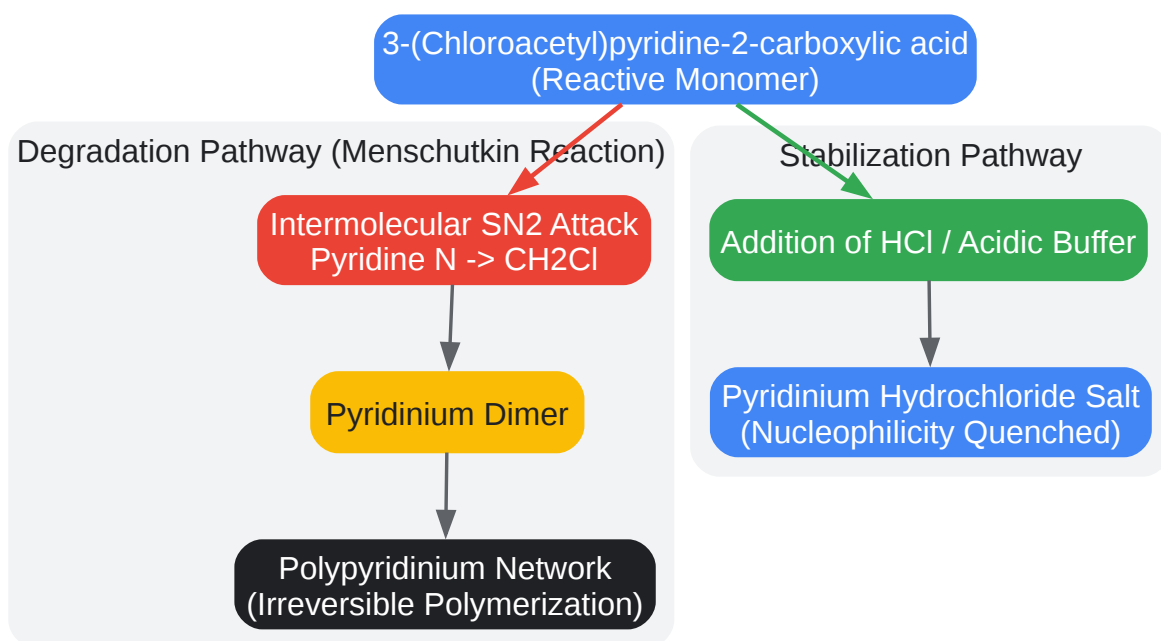 3-(Chloroacetyl)pyridine-2-carboxylic acid
(Reactive Monomer)
Degradation Pathway (Menschutkin Reaction)
Intermolecular SN2 Attack
Pyridine N -> CH2Cl
Pyridinium Dimer
Polypyridinium Network
(Irreversible Polymerization)
Stabilization Pathway
Addition of HCl / Acidic Buffer
Pyridinium Hydrochloride Salt
(Nucleophilicity Quenched)